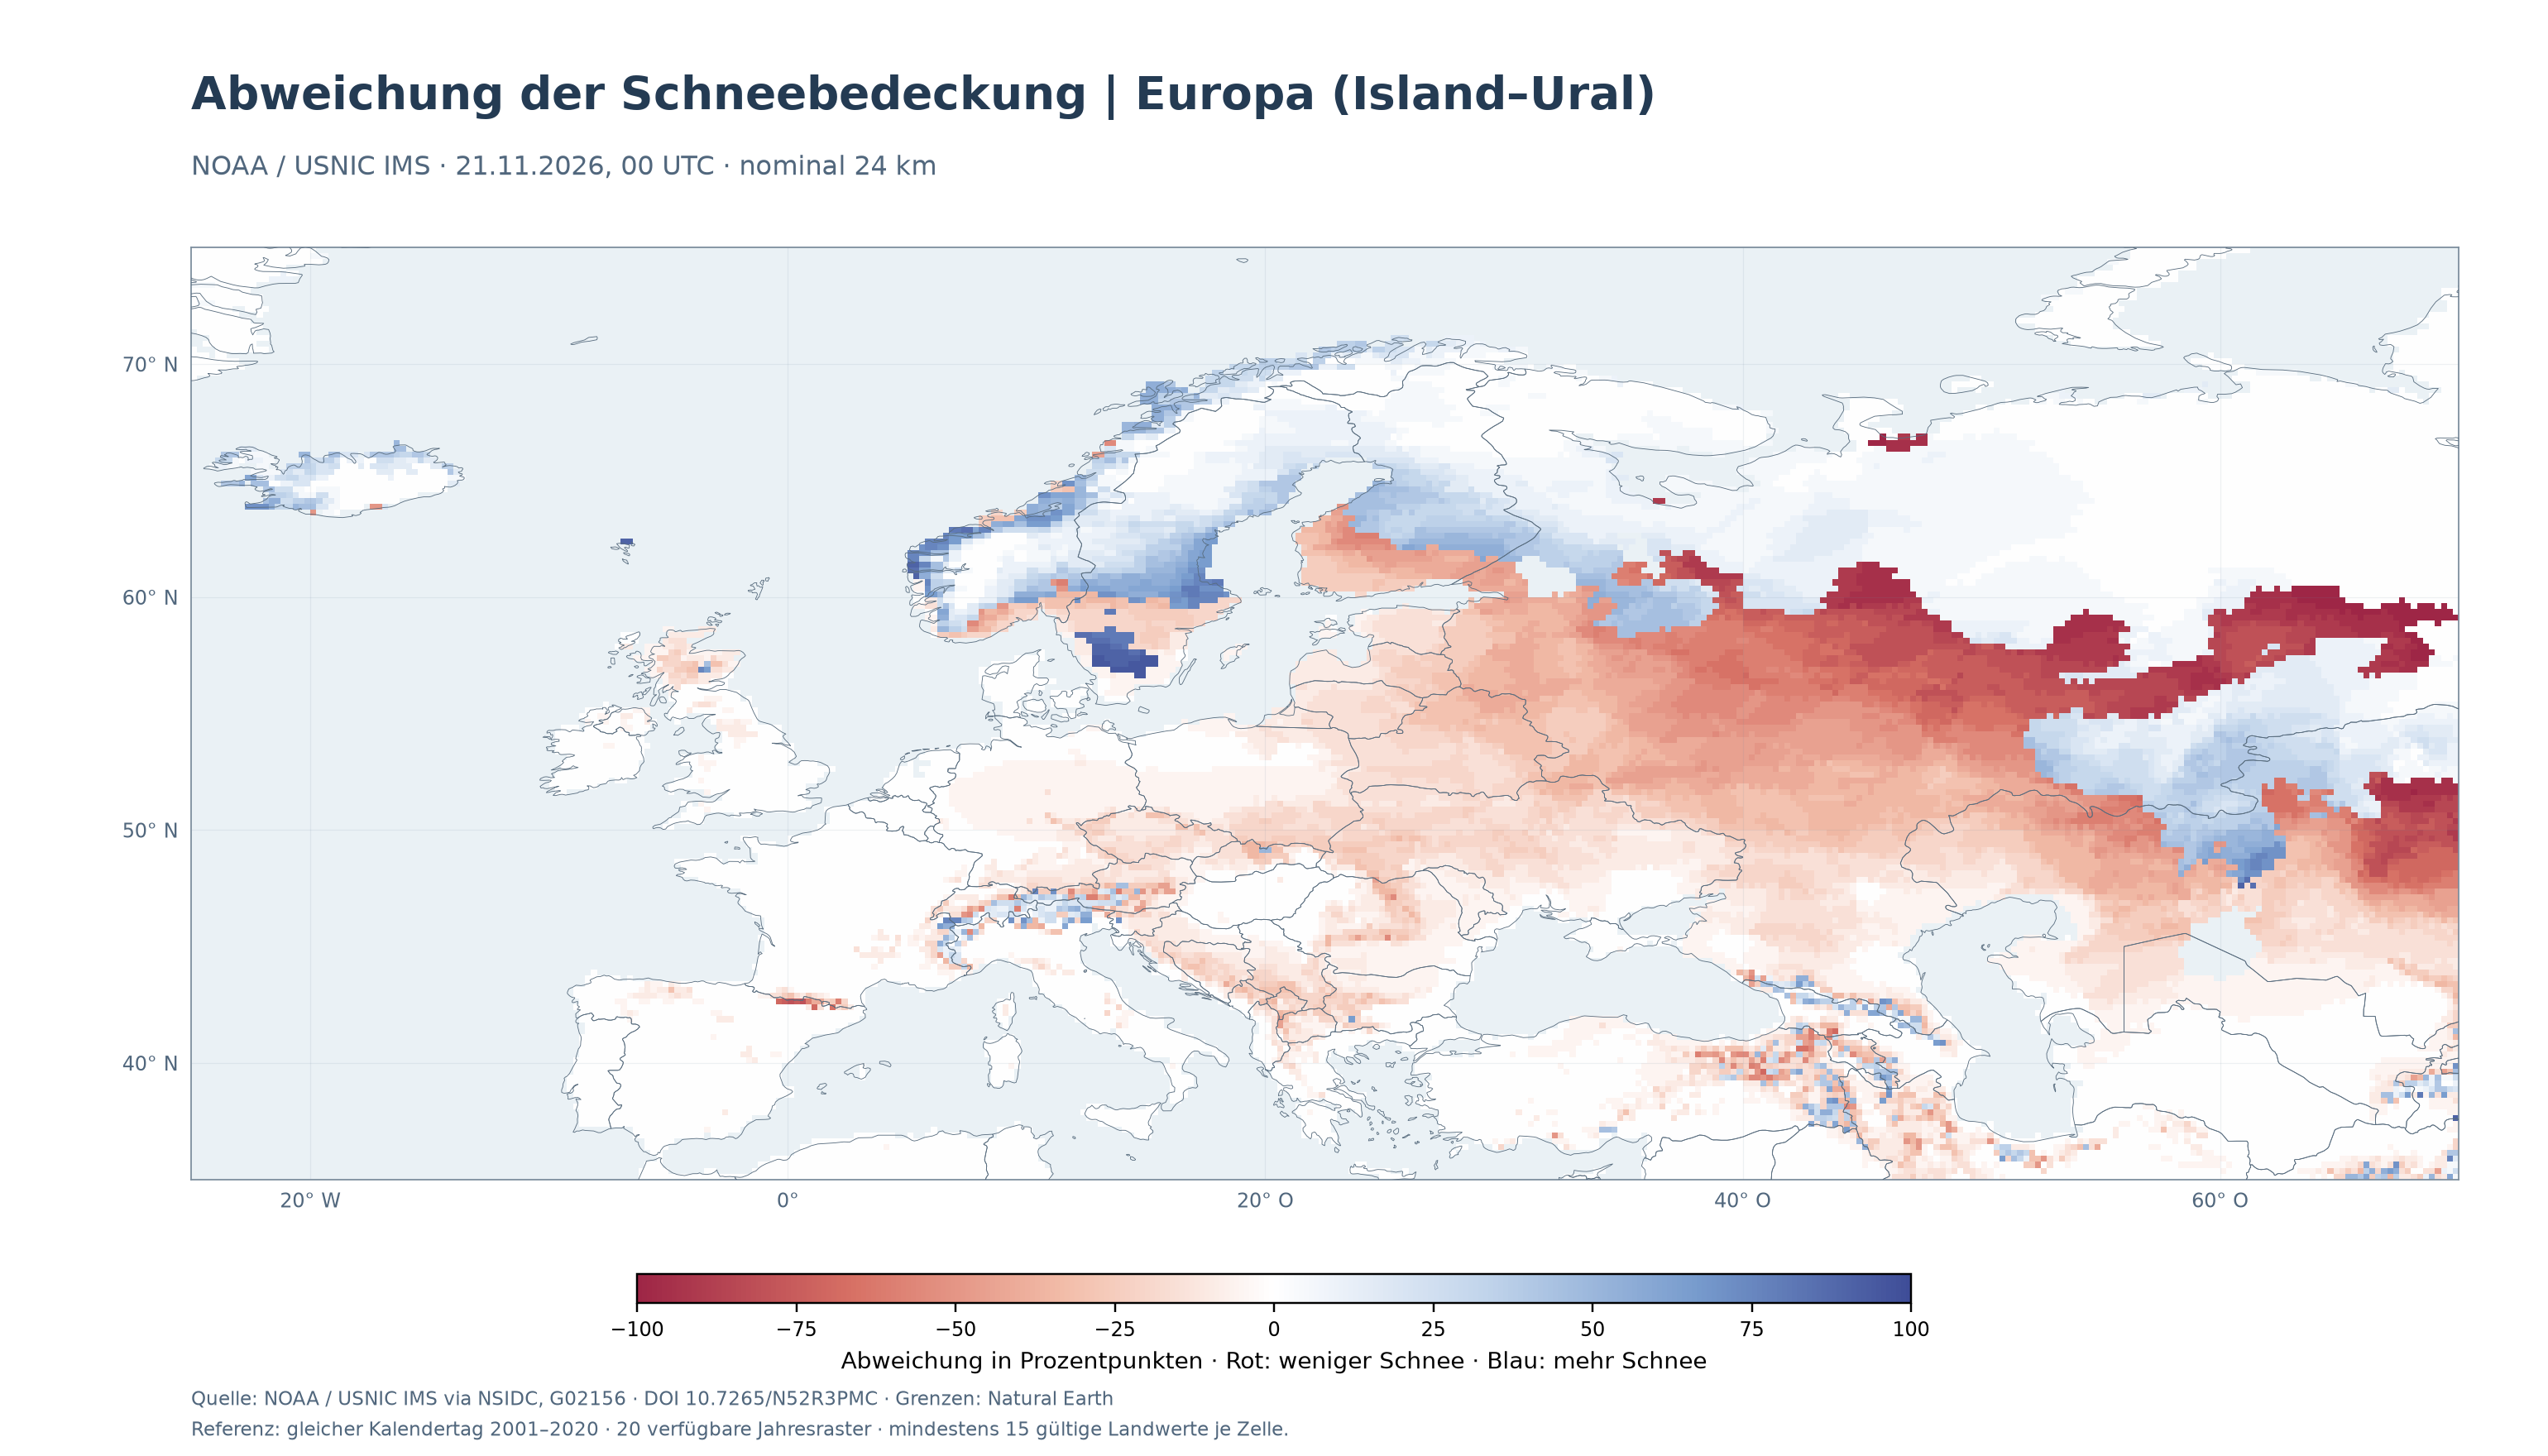 Abweichung der Schneebedeckung | Europa (Island–Ural)
NOAA / USNIC IMS · 21.11.2026, 00 UTC · nominal 24 km
70° N
60° N
50° N
40° N
20° W 0° 20° O 40° O 60° O
−100 −75 −50 −25 0 25 50 75 100
Abweichung in Prozentpunkten · Rot: weniger Schnee · Blau: mehr Schnee
Quelle: NOAA / USNIC IMS via NSIDC, G02156 · DOI 10.7265/N52R3PMC · Grenzen: Natural Earth
Referenz: gleicher Kalendertag 2001–2020 · 20 verfügbare Jahresraster · mindestens 15 gültige Landwerte je Zelle.